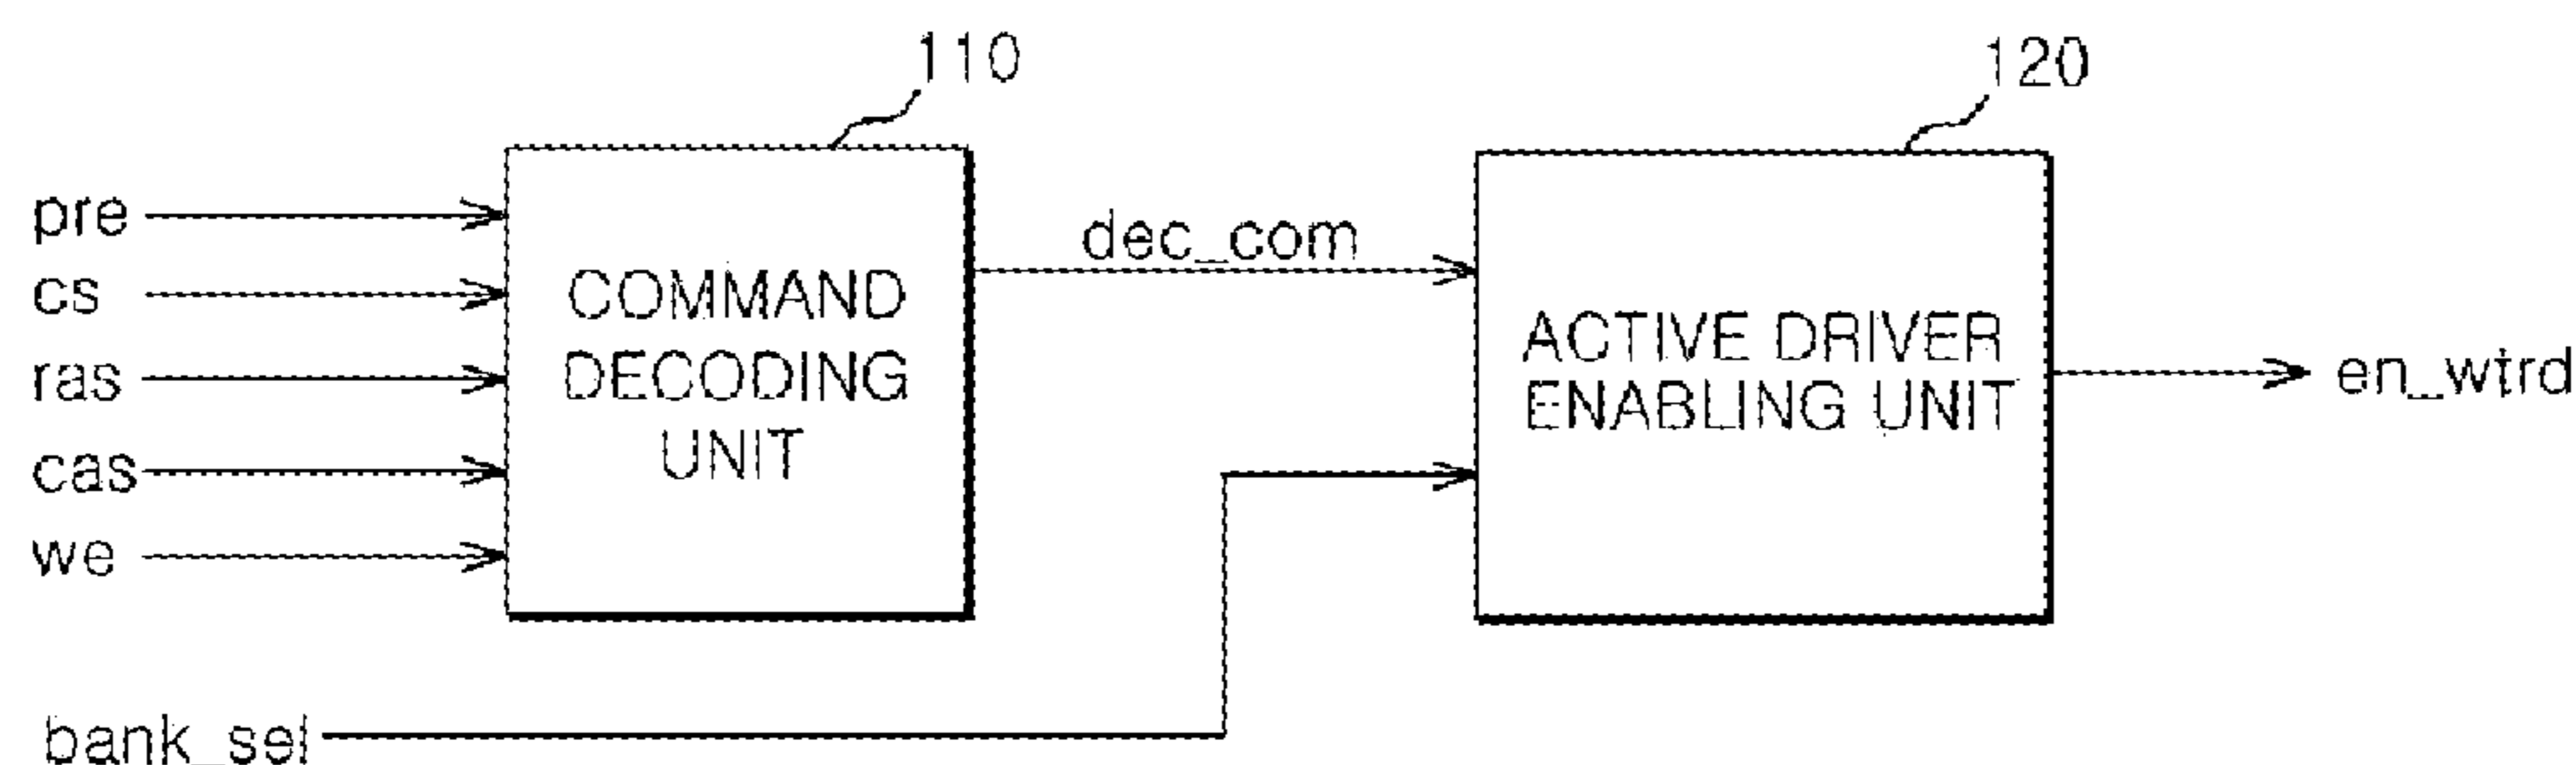 110
120
pre
cs
ras
cas
we
COMMAND
DECODING
UNIT
dec_com
ACTIVE DRIVER
ENABLING UNIT
en_wtrd
bank_sel